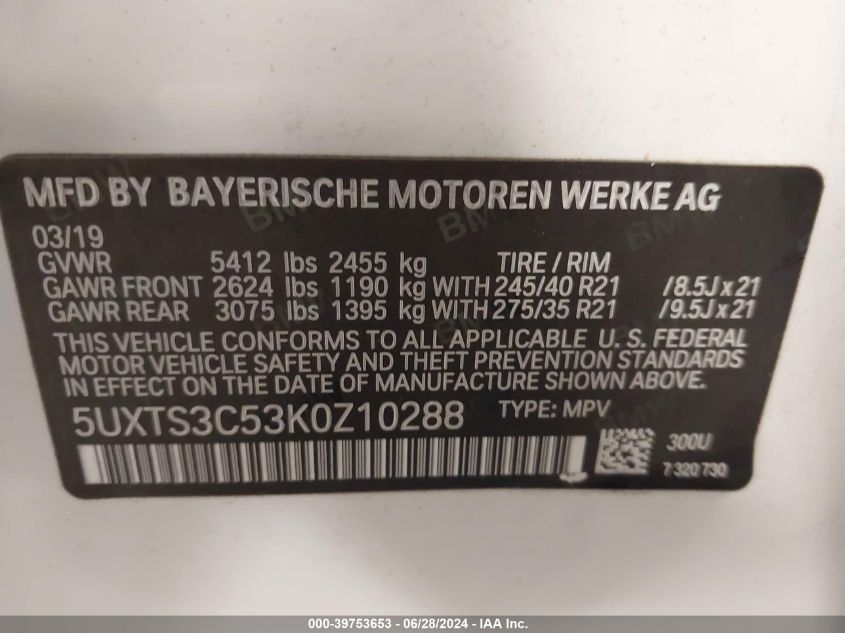 MFD BY BAYERISCHE MOTOREN WERKE AG
03/19
GVWR 5412 lbs 2455 kg TIRE / RIM
GAWR FRONT 2624 lbs 1190 kg WITH 245/40 R21 /8.5J x 21
GAWR REAR 3075 lbs 1395 kg WITH 275/35 R21 /9.5J x 21
THIS VEHICLE CONFORMS TO ALL APPLICABLE U. S. FEDERAL
MOTOR VEHICLE SAFETY AND THEFT PREVENTION STANDARDS
IN EFFECT ON THE DATE OF MANUFACTURE SHOWN ABOVE.
5UXTS3C53K0Z10288 TYPE: MPV
300U
7 320 730
000-39753653 / 06/28/2024 - IAA Inc.